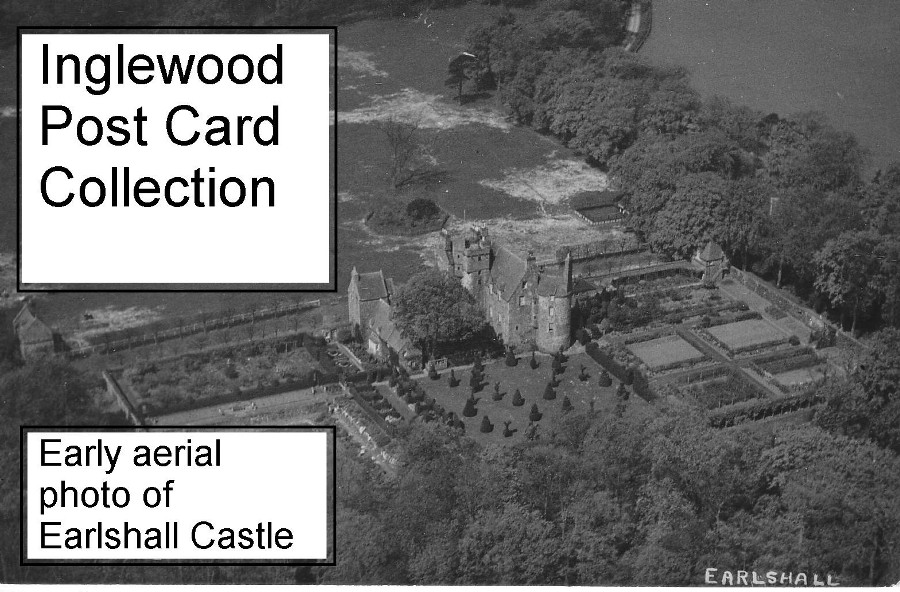 Inglewood
Post Card
Collection
Early aerial
photo of
Earlshall Castle
EARLSHALL